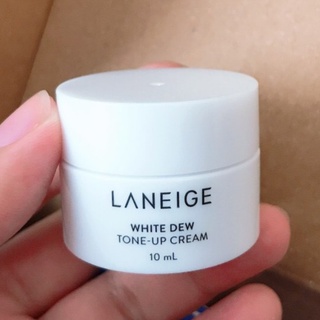 LANEIGE
WHITE DEW
TONE-UP CREAM
10 mL